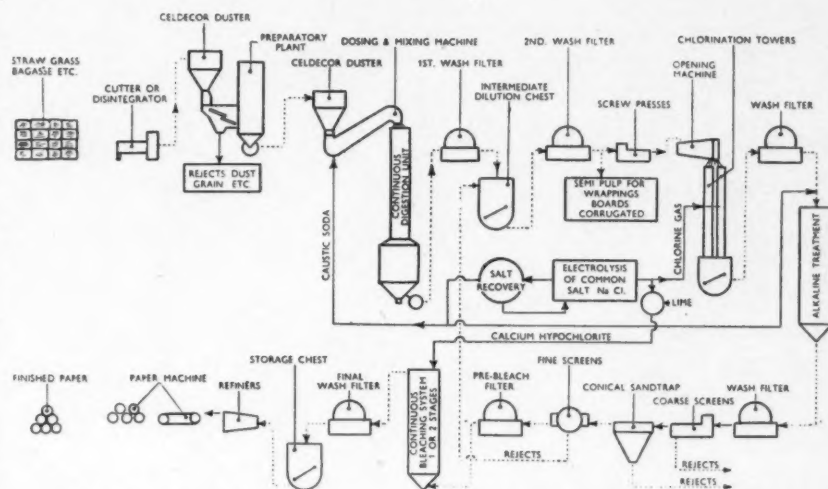 CELDECOR DUSTER
PREPARATORY
PLANT
DOSING & MIXING MACHINE
2ND. WASH FILTER
CHLORINATION TOWERS
STRAW GRASS
BAGASSE ETC.
CUTTER OR
DISINTEGRATOR
CELDECOR DUSTER
1ST. WASH FILTER
INTERMEDIATE
DILUTION CHEST
SCREW PRESSES
OPENING
MACHINE
WASH FILTER
REJECTS DUST
GRAIN ETC.
CONTINUOUS
DIGESTION UNIT
SEMI PULP FOR
WRAPPINGS
BOARDS
CORRUGATED
CAUSTIC SODA
SALT
RECOVERY
ELECTROLYSIS
OF COMMON
SALT Na Cl.
CHLORINE GAS
LIME
ALKALINE TREATMENT
CALCIUM HYPOCHLORITE
FINISHED PAPER
PAPER MACHINE
REFINERS
STORAGE CHEST
FINAL
WASH FILTER
CONTINUOUS
BLEACHING SYSTEM
1 OR 2 STAGES
PRE-BLEACH
FILTER
FINE SCREENS
CONICAL SANDTRAP
COARSE SCREENS
WASH FILTER
REJECTS
REJECTS
REJECTS